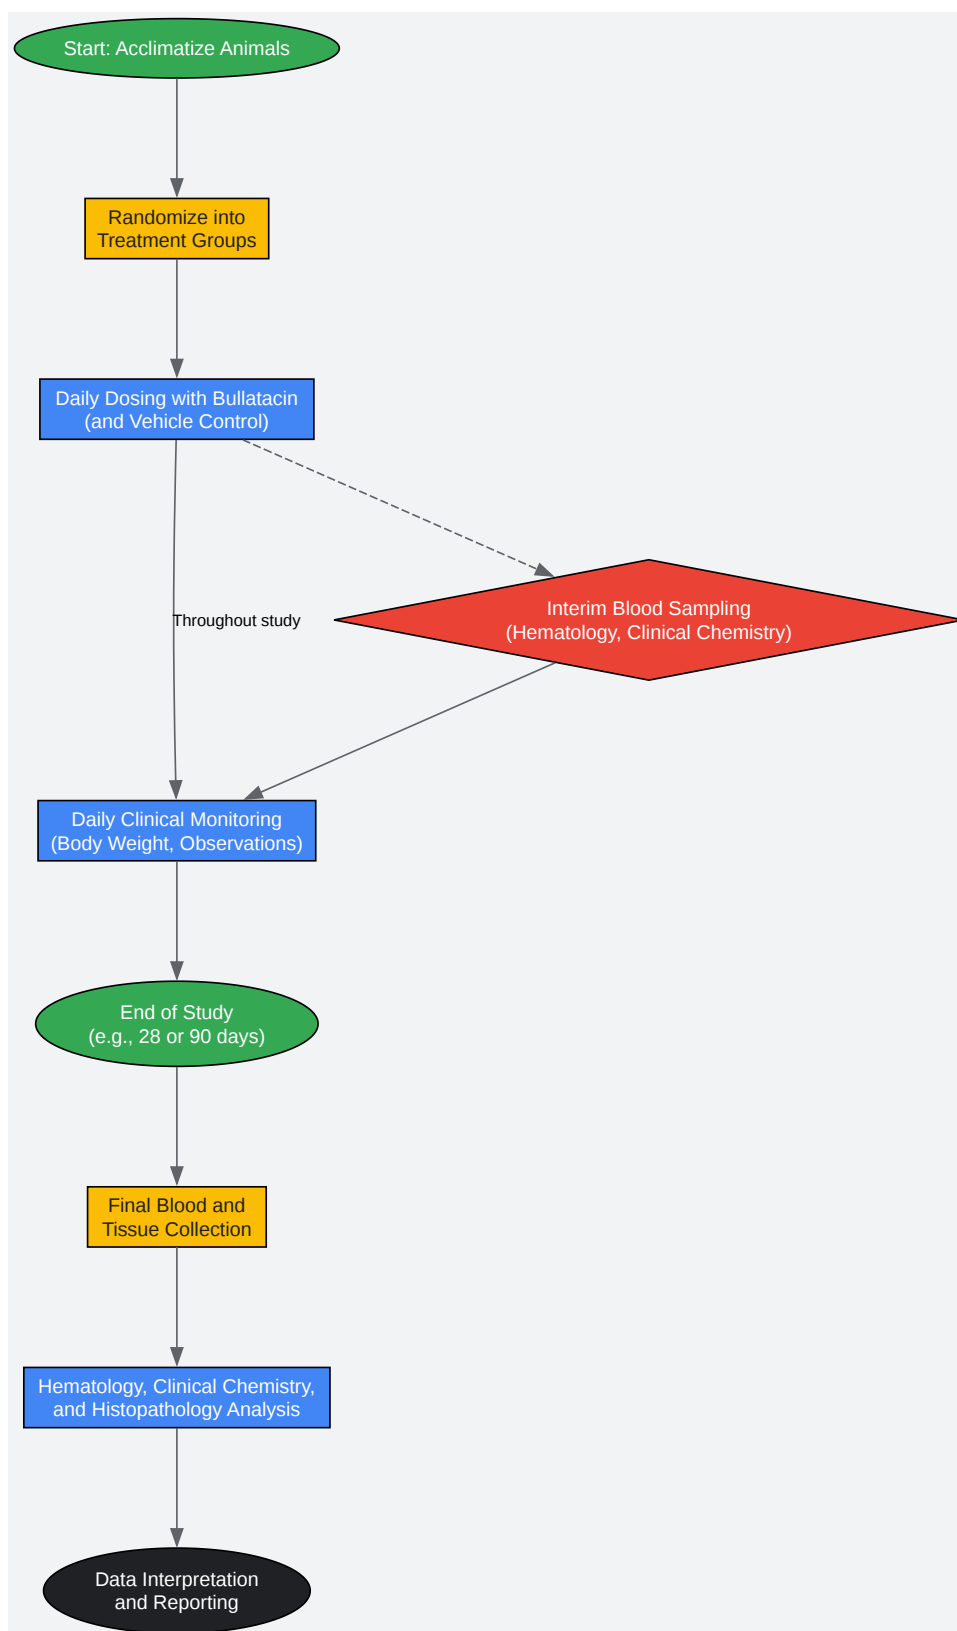 Start: Acclimatize Animals
Randomize into
Treatment Groups
Daily Dosing with Bullatacin
(and Vehicle Control)
Interim Blood Sampling
(Hematology, Clinical Chemistry)
Throughout study
Daily Clinical Monitoring
(Body Weight, Observations)
End of Study
(e.g., 28 or 90 days)
Final Blood and
Tissue Collection
Hematology, Clinical Chemistry,
and Histopathology Analysis
Data Interpretation
and Reporting